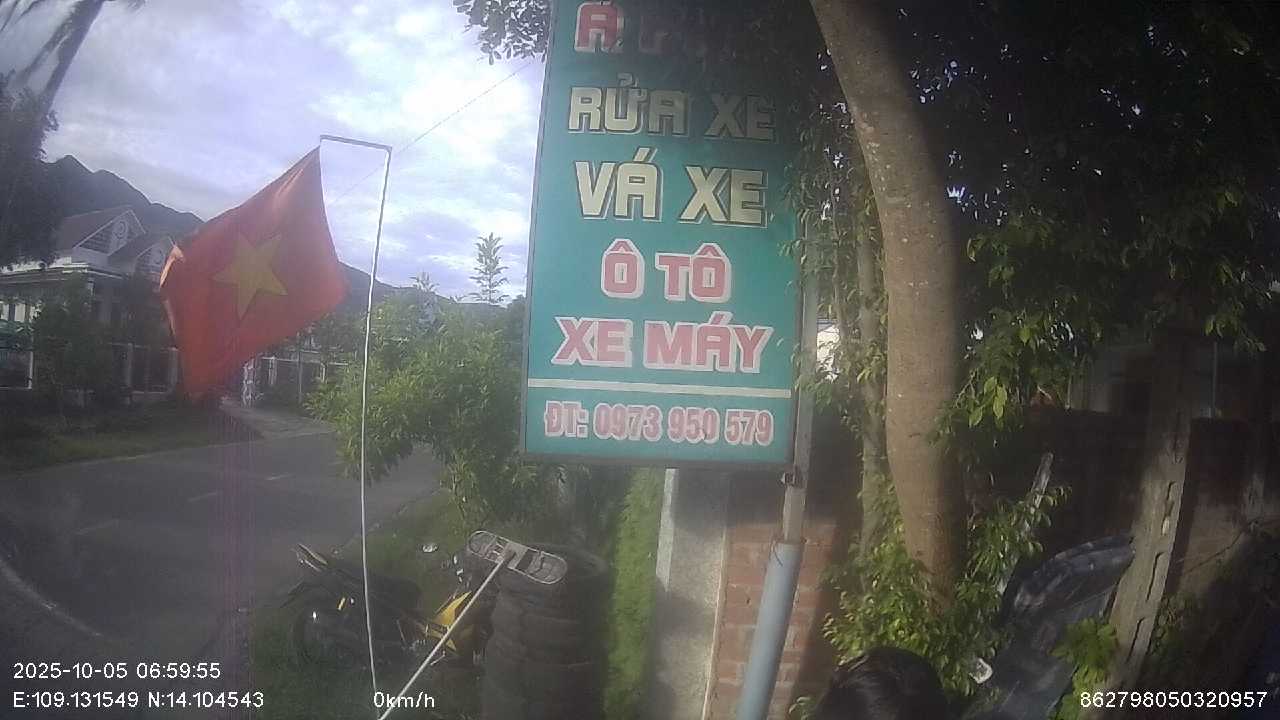 RỬA XE
VÁ XE
Ô TÔ
XE MÁY
ĐT: 0973 959 579
2025-10-05 06:59:55
E:109.131549 N:14.104543
0km/h
862798050320957